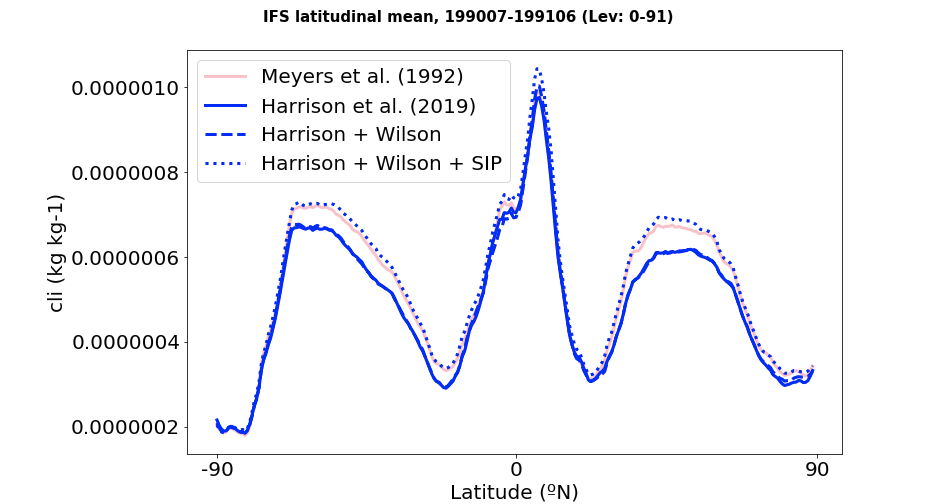 IFS latitudinal mean, 199007-199106 (Lev: 0-91)
Meyers et al. (1992)
Harrison et al. (2019)
Harrison + Wilson
Harrison + Wilson + SIP
cli (kg kg-1)
0.0000010
0.0000008
0.0000006
0.0000004
0.0000002
-90
0
90
Latitude (ºN)